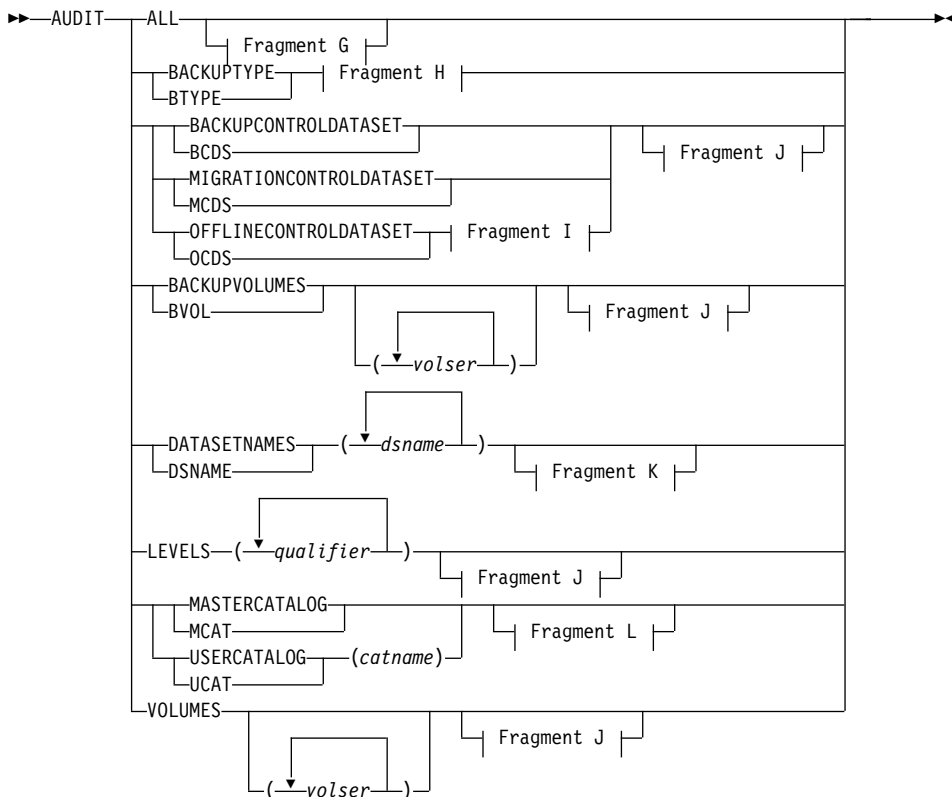 AUDIT ALL
Fragment G
BACKUPTYPE Fragment H
BTYPE
BACKUPCONTROLDATASET
BCDS Fragment J
MIGRATIONCONTROLDATASET
MCDS
OFFLINECONTROLDATASET Fragment I
OCDS
BACKUPVOLUMES
BVOL Fragment J
( volser )
DATASETNAMES ( dsname )
DSNAME Fragment K
LEVELS ( qualifier )
Fragment J
MASTERCATALOG
MCAT Fragment L
USERCATALOG (catname)
UCAT
VOLUMES
Fragment J
( volser )